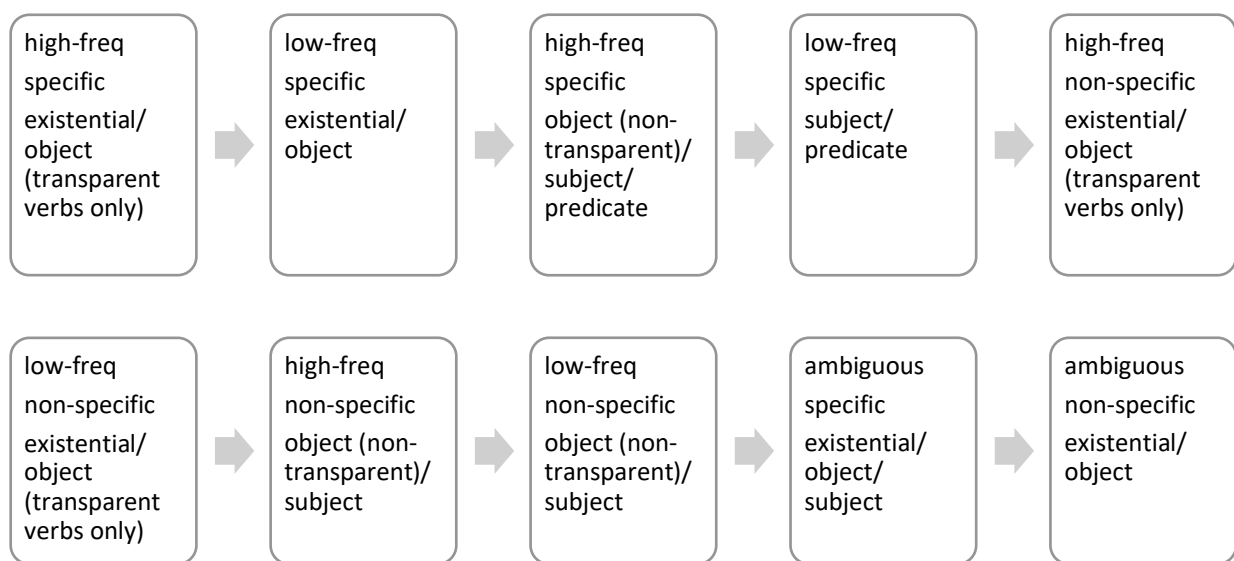 high-freq
specific
existential/
object
(transparent
verbs only)
low-freq
specific
existential/
object
high-freq
specific
object (non-
transparent)/
subject/
predicate
low-freq
specific
subject/
predicate
high-freq
non-specific
existential/
object
(transparent
verbs only)
low-freq
non-specific
existential/
object
(transparent
verbs only)
high-freq
non-specific
object (non-
transparent)/
subject
low-freq
non-specific
object (non-
transparent)/
subject
ambiguous
specific
existential/
object/
subject
ambiguous
non-specific
existential/
object